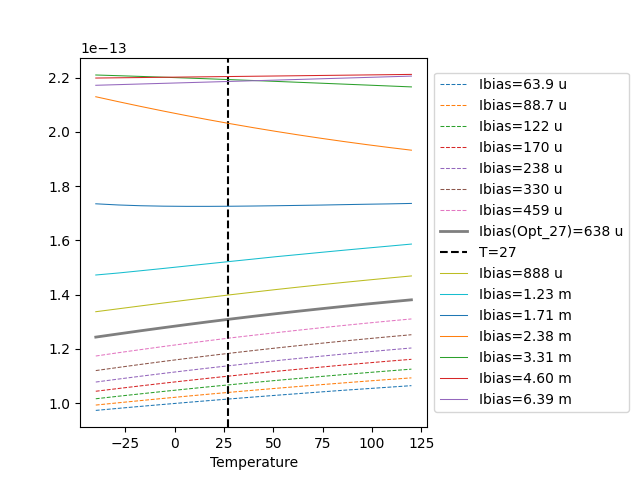 1e−13
2.2
2.0
1.8
1.6
1.4
1.2
1.0
−25
0
25
50
75
100
125
Temperature
Ibias=63.9 u
Ibias=88.7 u
Ibias=122 u
Ibias=170 u
Ibias=238 u
Ibias=330 u
Ibias=459 u
Ibias(Opt_27)=638 u
T=27
Ibias=888 u
Ibias=1.23 m
Ibias=1.71 m
Ibias=2.38 m
Ibias=3.31 m
Ibias=4.60 m
Ibias=6.39 m